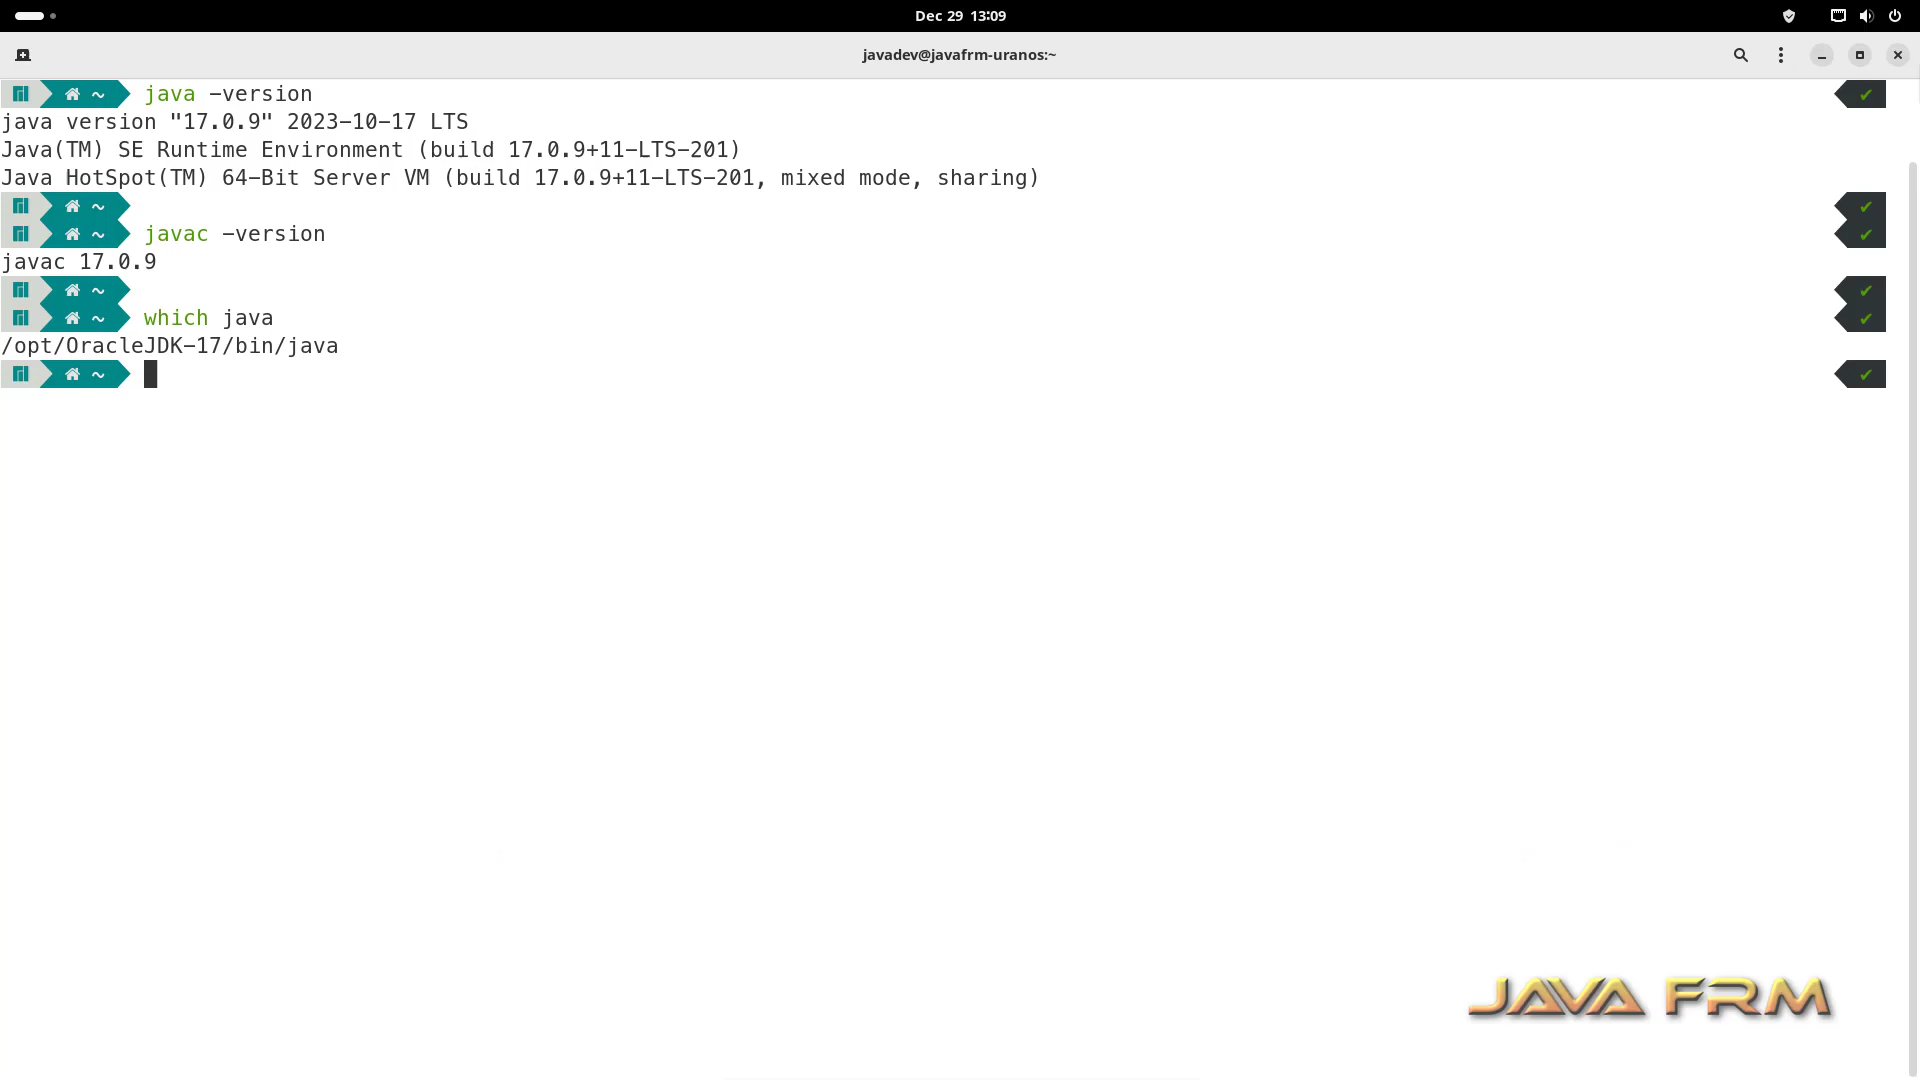 Dec 29 13:09
javadev@javafrm-uranos:~
~ java -version
java version "17.0.9" 2023-10-17 LTS
Java(TM) SE Runtime Environment (build 17.0.9+11-LTS-201)
Java HotSpot(TM) 64-Bit Server VM (build 17.0.9+11-LTS-201, mixed mode, sharing)
~
~ javac -version
javac 17.0.9
~
~ which java
/opt/OracleJDK-17/bin/java
~
JAVA FRM